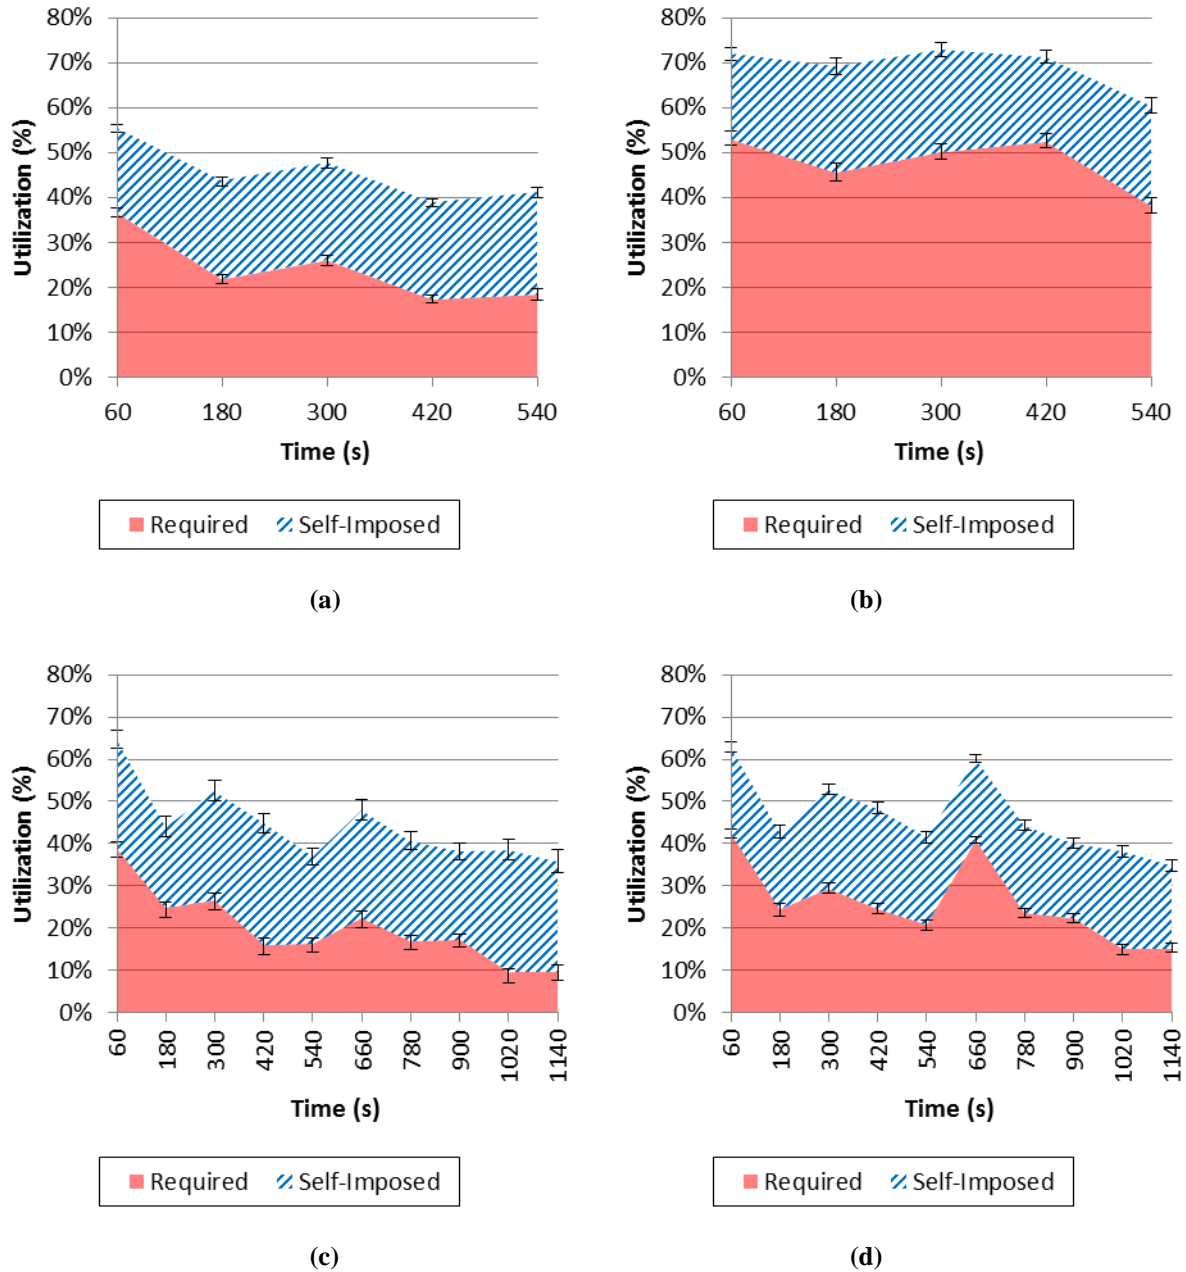 80%
70%
60%
50%
40%
30%
20%
10%
0%
Utilization (%)
60 180 300 420 540
Time (s)
Required Self-Imposed
(a)
80%
70%
60%
50%
40%
30%
20%
10%
0%
Utilization (%)
60 180 300 420 540
Time (s)
Required Self-Imposed
(b)
80%
70%
60%
50%
40%
30%
20%
10%
0%
Utilization (%)
60 180 300 420 540 660 780 900 1020 1140
Time (s)
Required Self-Imposed
(c)
80%
70%
60%
50%
40%
30%
20%
10%
0%
Utilization (%)
60 180 300 420 540 660 780 900 1020 1140
Time (s)
Required Self-Imposed
(d)